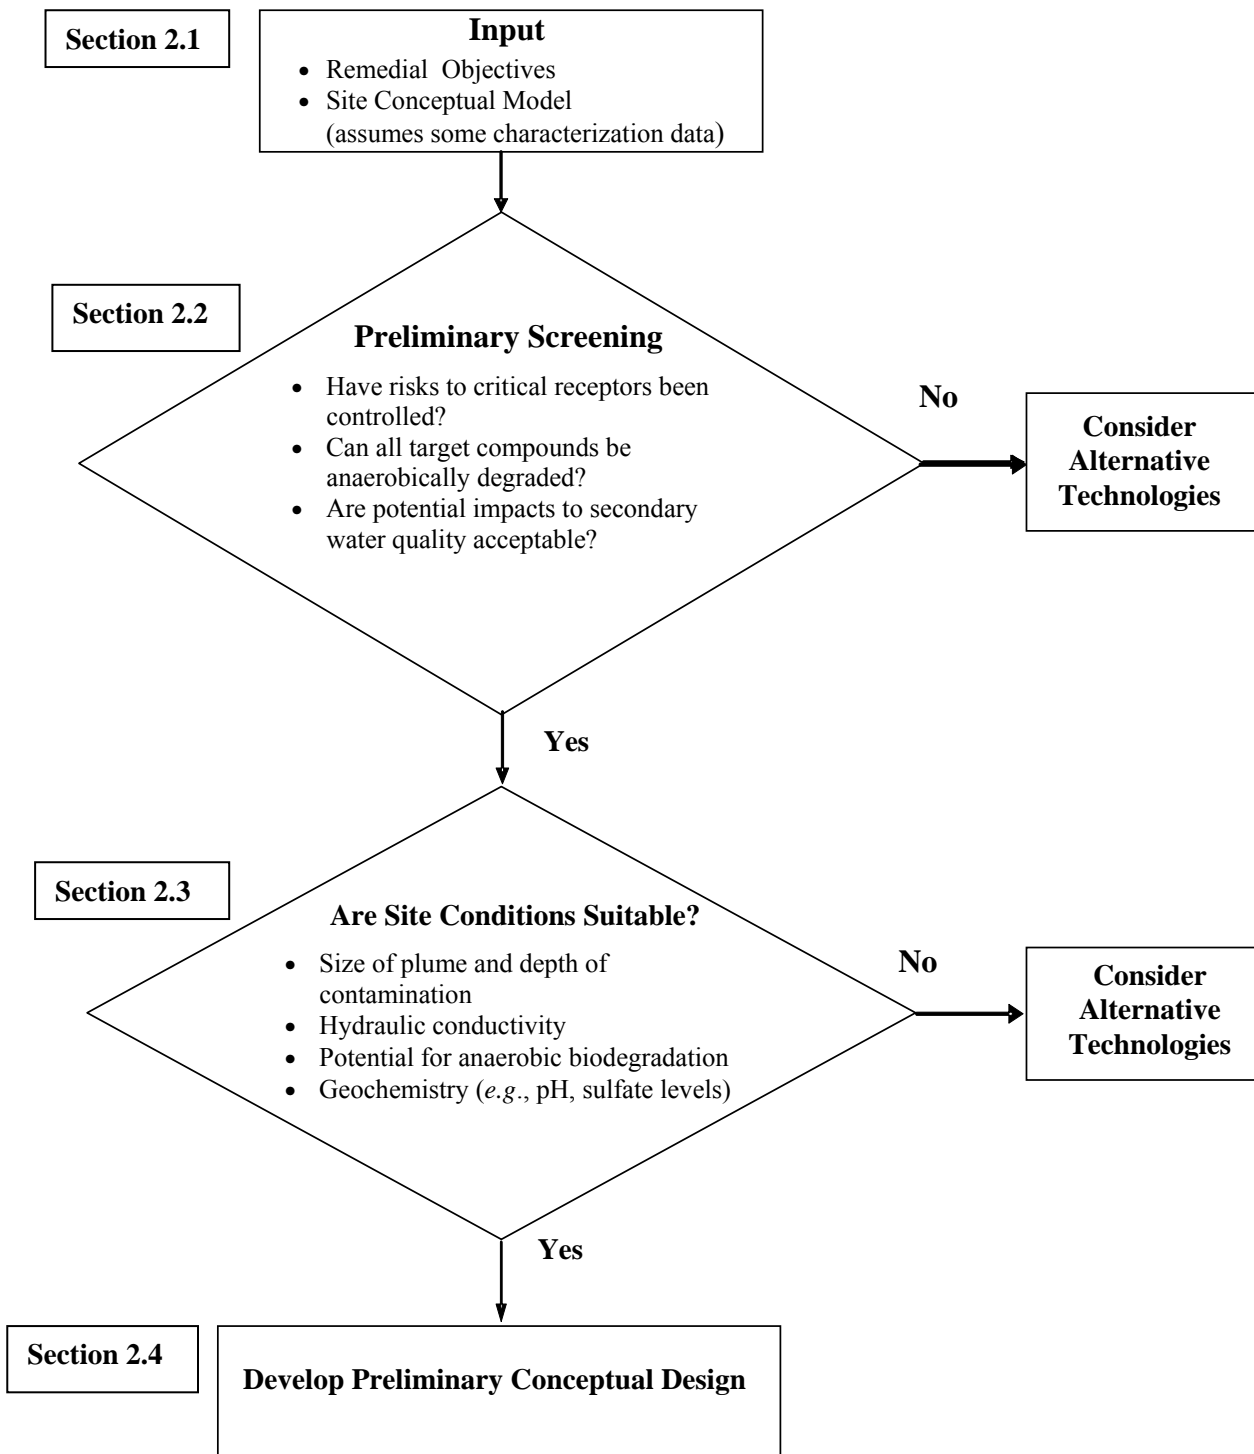 Section 2.1
Input
• Remedial Objectives
• Site Conceptual Model
(assumes some characterization data)
Section 2.2
Preliminary Screening
• Have risks to critical receptors been
controlled?
• Can all target compounds be
anaerobically degraded?
• Are potential impacts to secondary
water quality acceptable?
No
Consider
Alternative
Technologies
Yes
Section 2.3
Are Site Conditions Suitable?
• Size of plume and depth of
contamination
• Hydraulic conductivity
• Potential for anaerobic biodegradation
• Geochemistry (e.g., pH, sulfate levels)
No
Consider
Alternative
Technologies
Yes
Section 2.4
Develop Preliminary Conceptual Design